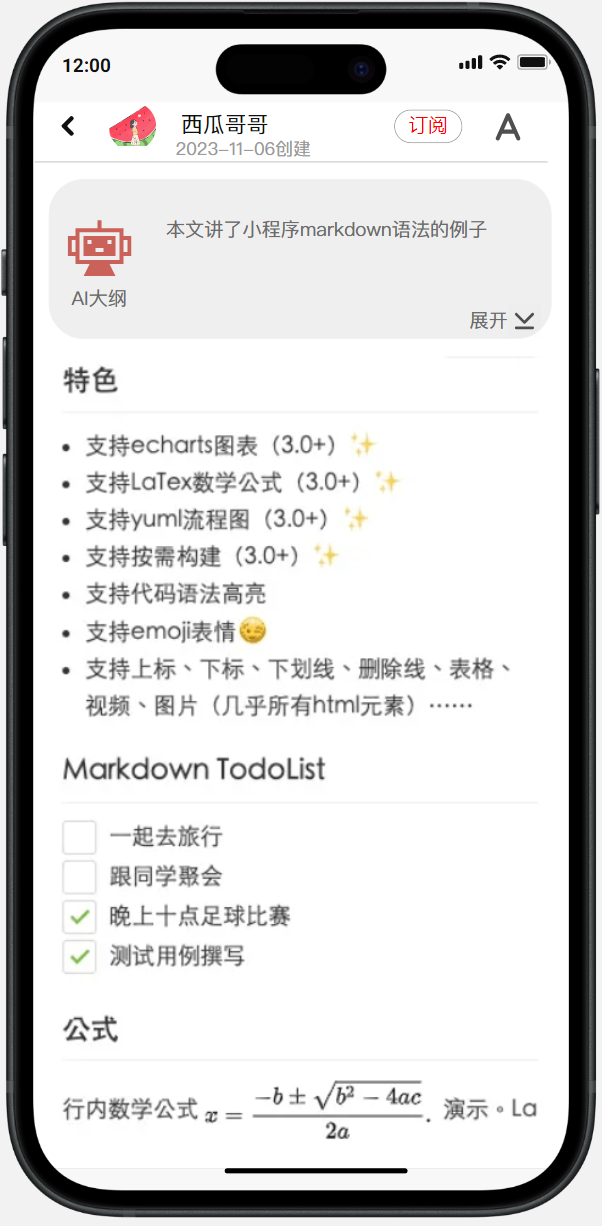 12:00
西瓜哥哥
订阅
A
2023-11-06创建
本文讲了小程序markdown语法的例子
AI大纲
展开
特色
• 支持echarts图表（3.0+）✨
• 支持LaTex数学公式（3.0+）✨
• 支持yuml流程图（3.0+）✨
• 支持按需构建（3.0+）✨
• 支持代码语法高亮
• 支持emoji表情😉
• 支持上标、下标、下划线、删除线、表格、
视频、图片（几乎所有html元素）……
Markdown TodoList
一起去旅行
跟同学聚会
晚上十点足球比赛
测试用例撰写
公式
行内数学公式 x = \frac{-b ± \sqrt{b^2 - 4ac}}{2a}. 演示。La